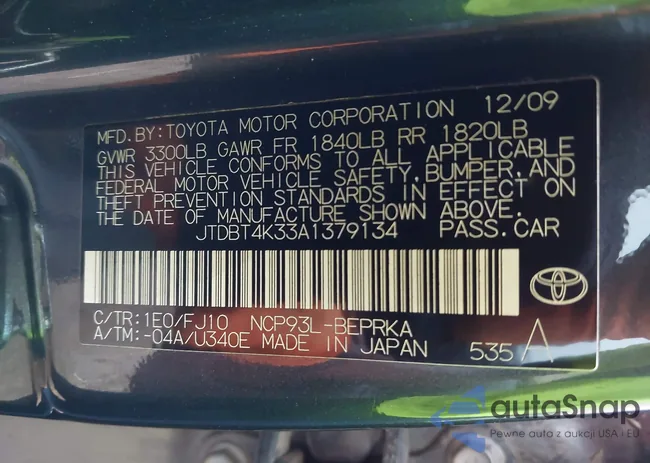 MFD.BY:TOYOTA MOTOR CORPORATION 12/09
GVWR 3300LB GAWR FR 1840LB RR 1820LB
THIS VEHICLE CONFORMS TO ALL APPLICABLE
FEDERAL MOTOR VEHICLE SAFETY,BUMPER,AND
THEFT PREVENTION STANDARDS IN EFFECT ON
THE DATE OF MANUFACTURE SHOWN ABOVE.
JTDBT4K33A1379134 PASS.CAR
C/TR:1E0/FJ10 NCP93L-BEPRKA
A/TM:-04A/U340E MADE IN JAPAN 535 A
autoSnap
Pewne auta z aukcji USA i EU